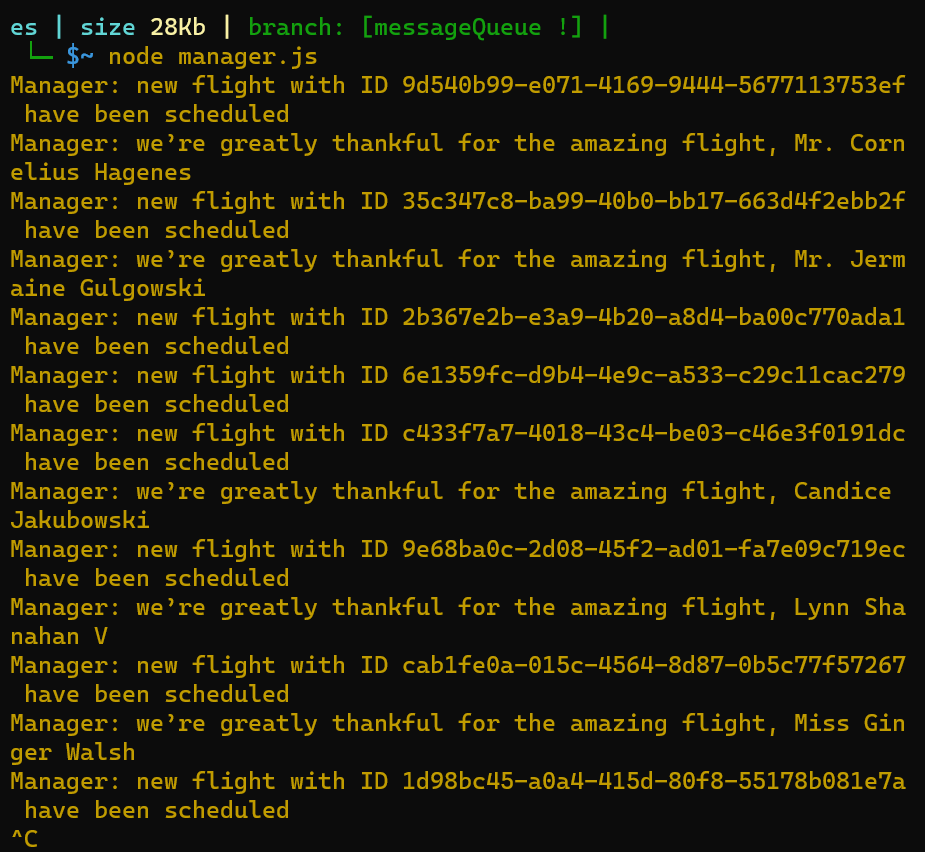 es | size 28Kb | branch: [messageQueue !] |
└─ $~ node manager.js
Manager: new flight with ID 9d540b99-e071-4169-9444-5677113753ef
 have been scheduled
Manager: we’re greatly thankful for the amazing flight, Mr. Corn
elius Hagenes
Manager: new flight with ID 35c347c8-ba99-40b0-bb17-663d4f2ebb2f
 have been scheduled
Manager: we’re greatly thankful for the amazing flight, Mr. Jerm
aine Gulgowski
Manager: new flight with ID 2b367e2b-e3a9-4b20-a8d4-ba00c770ada1
 have been scheduled
Manager: new flight with ID 6e1359fc-d9b4-4e9c-a533-c29c11cac279
 have been scheduled
Manager: new flight with ID c433f7a7-4018-43c4-be03-c46e3f0191dc
 have been scheduled
Manager: we’re greatly thankful for the amazing flight, Candice
Jakubowski
Manager: new flight with ID 9e68ba0c-2d08-45f2-ad01-fa7e09c719ec
 have been scheduled
Manager: we’re greatly thankful for the amazing flight, Lynn Sha
nahan V
Manager: new flight with ID cab1fe0a-015c-4564-8d87-0b5c77f57267
 have been scheduled
Manager: we’re greatly thankful for the amazing flight, Miss Gin
ger Walsh
Manager: new flight with ID 1d98bc45-a0a4-415d-80f8-55178b081e7a
 have been scheduled
^C